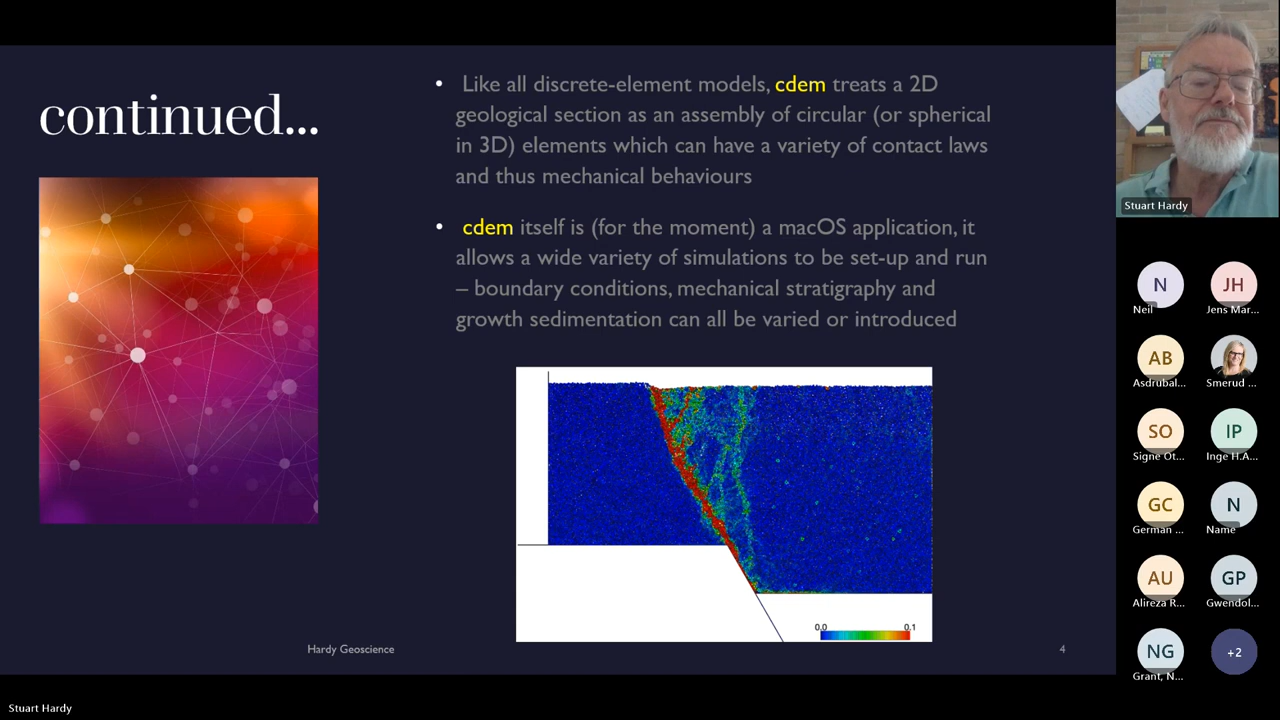 continued...
• Like all discrete-element models, cdem treats a 2D
geological section as an assembly of circular (or spherical
in 3D) elements which can have a variety of contact laws
and thus mechanical behaviours
• cdem itself is (for the moment) a macOS application, it
allows a wide variety of simulations to be set-up and run
– boundary conditions, mechanical stratigraphy and
growth sedimentation can all be varied or introduced
0.0 0.1
Hardy Geoscience
4
Stuart Hardy
N
Neil
JH
Jens Mar...
AB
Asdrubal...
Smerud ...
SO
Signe Ot...
IP
Inge H.A...
GC
German ...
N
Name
AU
Alireza R...
GP
Gwendol...
NG
Grant, N...
+2
Stuart Hardy